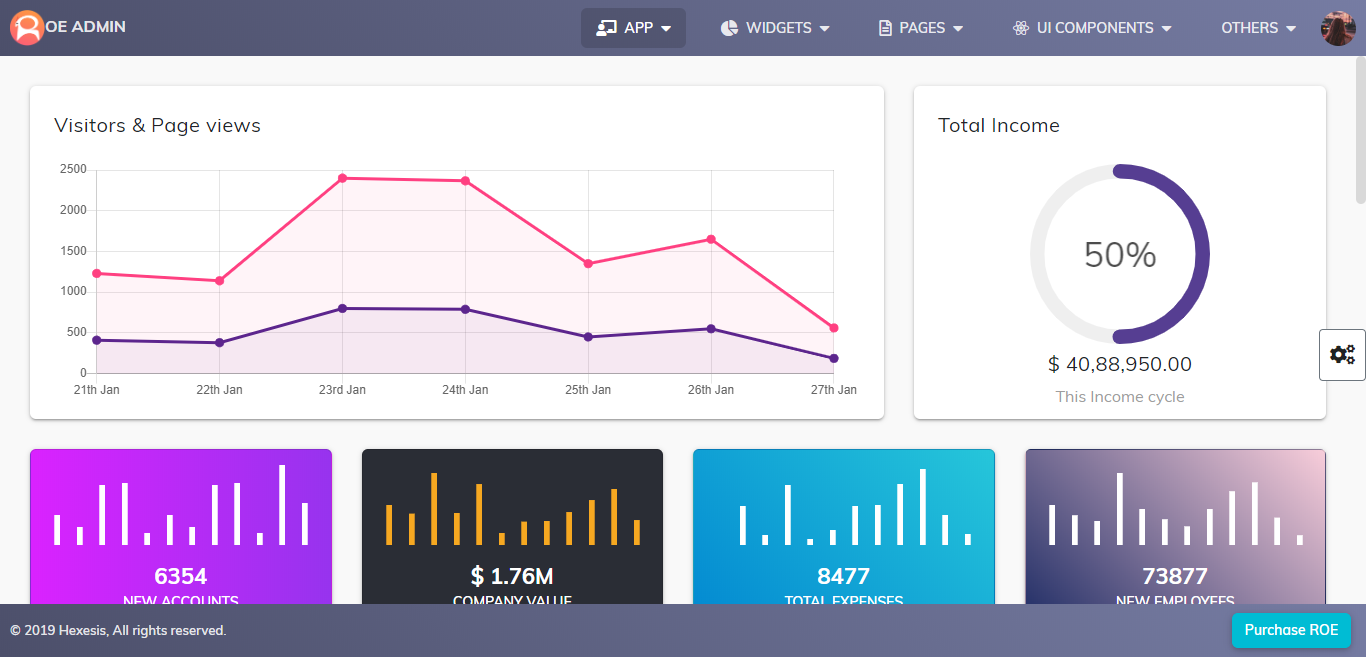 OE ADMIN
APP
WIDGETS
PAGES
UI COMPONENTS
OTHERS
Visitors & Page views
2500
2000
1500
1000
500
0
21th Jan
22th Jan
23rd Jan
24th Jan
25th Jan
26th Jan
27th Jan
Total Income
50%
$ 40,88,950.00
This Income cycle
6354
NEW ACCOUNTS
$ 1.76M
COMPANY VALUE
8477
TOTAL EXPENSES
73877
NEW EMPLOYEES
© 2019 Hexesis, All rights reserved.
Purchase ROE